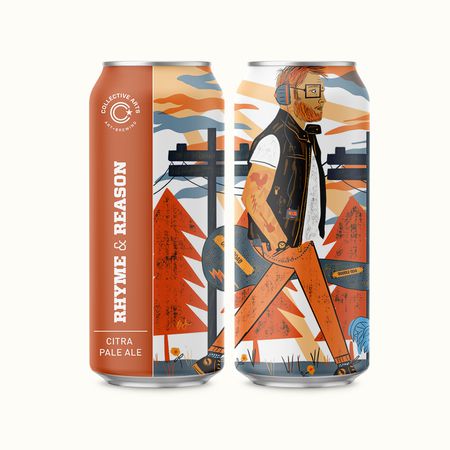 COLLECTIVE ARTS
ART+BREWING
RHYME & REASON
CITRA
PALE ALE